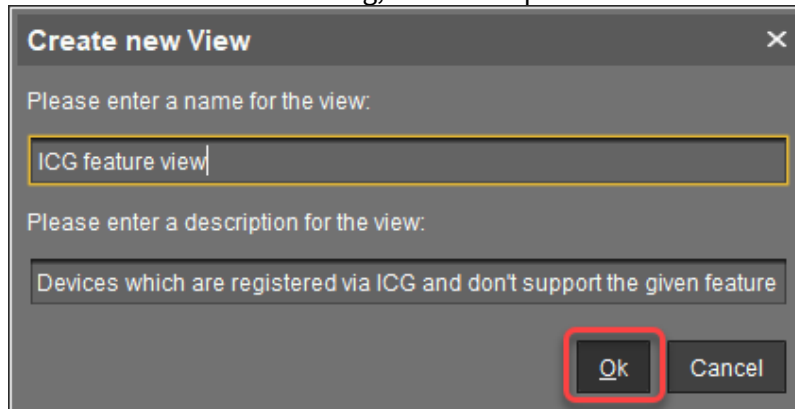 Create new View
Please enter a name for the view:
ICG feature view
Please enter a description for the view:
Devices which are registered via ICG and don't support the given feature
Ok Cancel